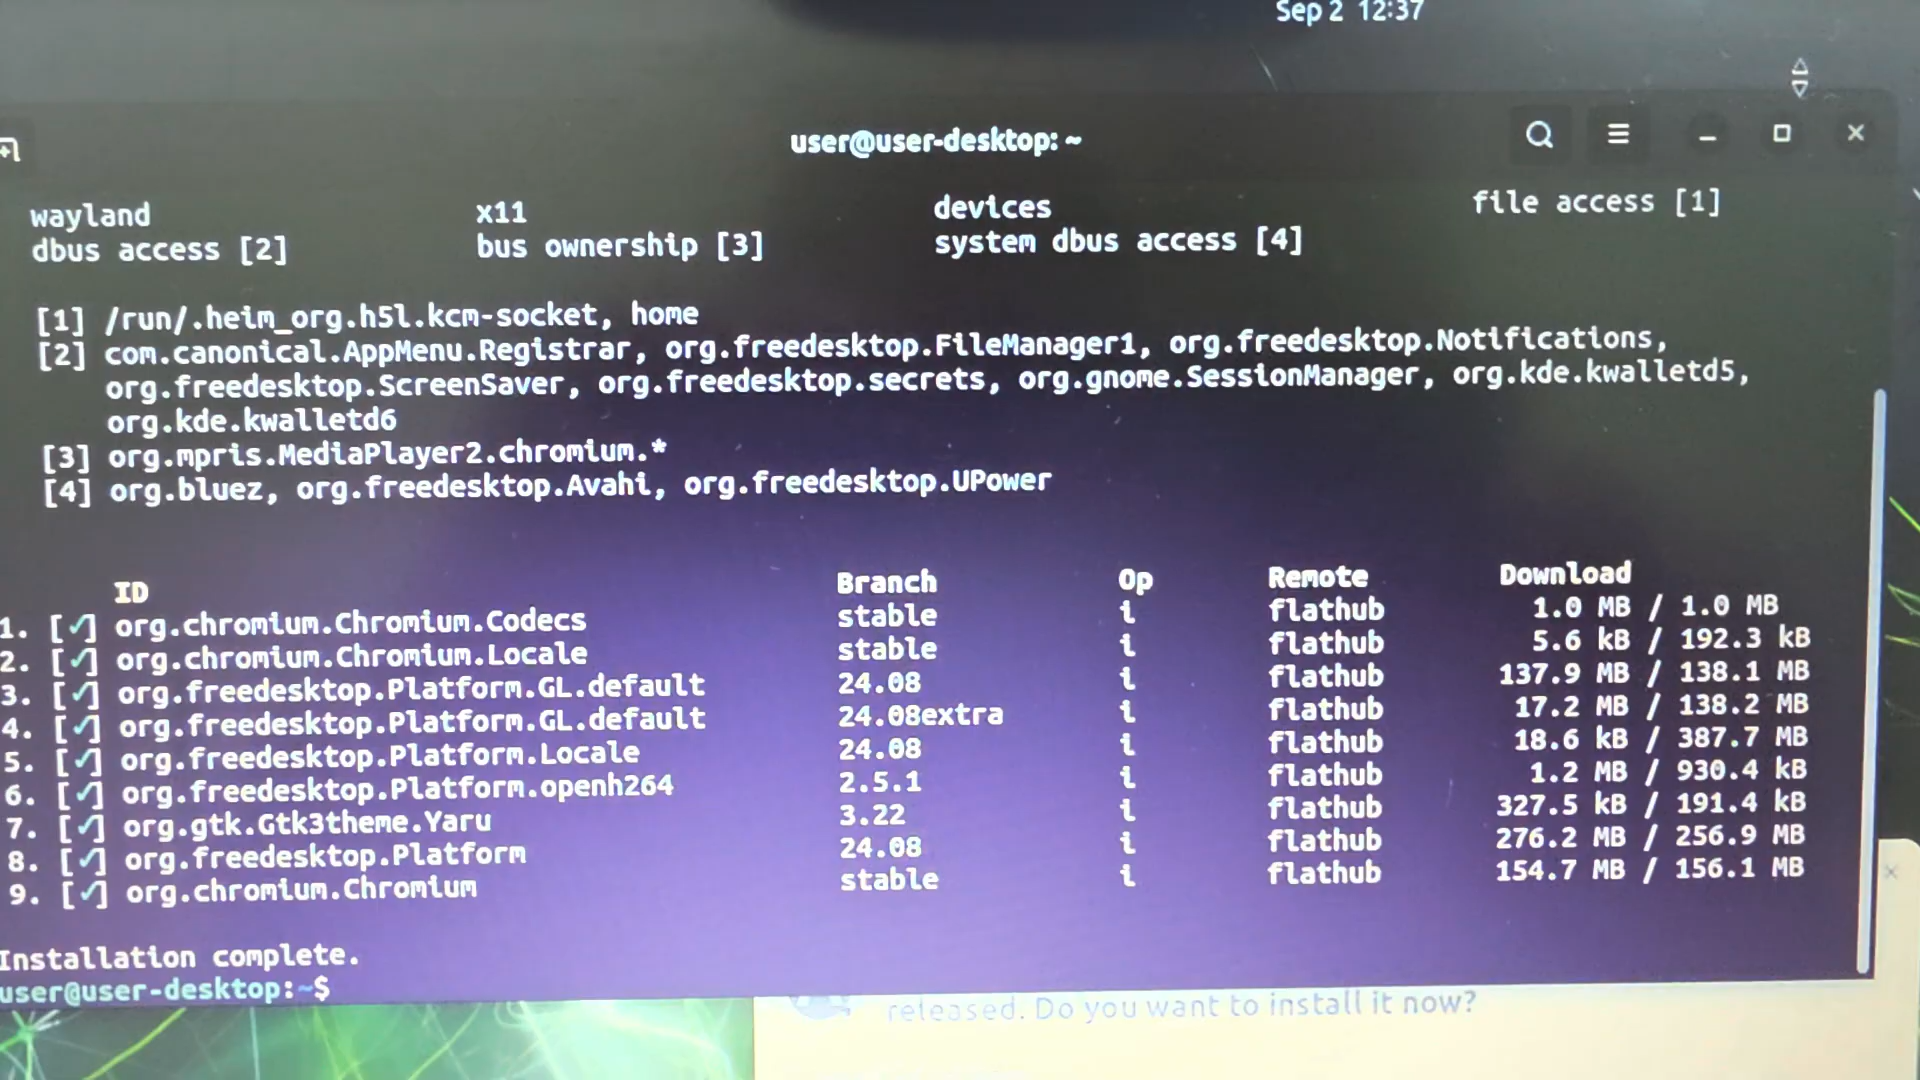 Sep 2 12:37
user@user-desktop: ~
wayland x11 devices file access [1]
dbus access [2] bus ownership [3] system dbus access [4]
[1] /run/.heim_org.h5l.kcm-socket, home
[2] com.canonical.AppMenu.Registrar, org.freedesktop.FileManager1, org.freedesktop.Notifications,
org.freedesktop.ScreenSaver, org.freedesktop.secrets, org.gnome.SessionManager, org.kde.kwalletd5,
org.kde.kwalletd6
[3] org.mpris.MediaPlayer2.chromium.*
[4] org.bluez, org.freedesktop.Avahi, org.freedesktop.UPower
ID Branch Op Remote Download
1. [✓] org.chromium.Chromium.Codecs stable i flathub 1.0 MB / 1.0 MB
2. [✓] org.chromium.Chromium.Locale stable i flathub 5.6 kB / 192.3 kB
3. [✓] org.freedesktop.Platform.GL.default 24.08 i flathub 137.9 MB / 138.1 MB
4. [✓] org.freedesktop.Platform.GL.default 24.08extra i flathub 17.2 MB / 138.2 MB
5. [✓] org.freedesktop.Platform.Locale 24.08 i flathub 18.6 kB / 387.7 MB
6. [✓] org.freedesktop.Platform.openh264 2.5.1 i flathub 1.2 MB / 930.4 kB
7. [✓] org.gtk.Gtk3theme.Yaru 3.22 i flathub 327.5 kB / 191.4 kB
8. [✓] org.freedesktop.Platform 24.08 i flathub 276.2 MB / 256.9 MB
9. [✓] org.chromium.Chromium stable i flathub 154.7 MB / 156.1 MB
Installation complete.
user@user-desktop:~$
released. Do you want to install it now?